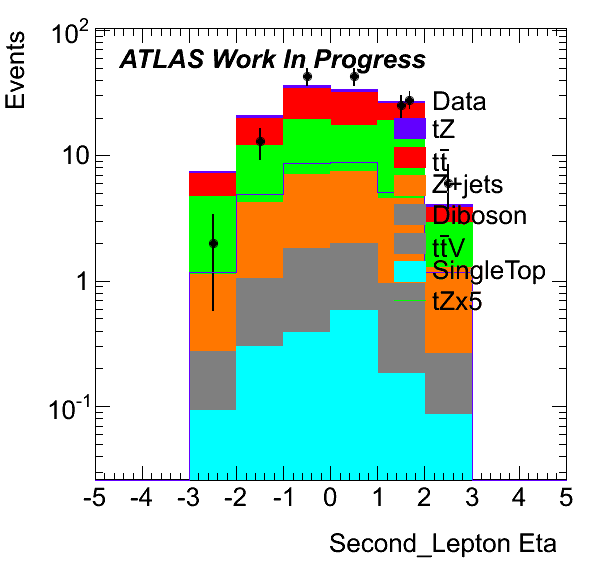 ATLAS Work In Progress
Events
10²
10
1
10⁻¹
Data
tZ
tt̄
Z+jets
Diboson
tt̄V
SingleTop
tZx5
-5 -4 -3 -2 -1 0 1 2 3 4 5
Second_Lepton Eta